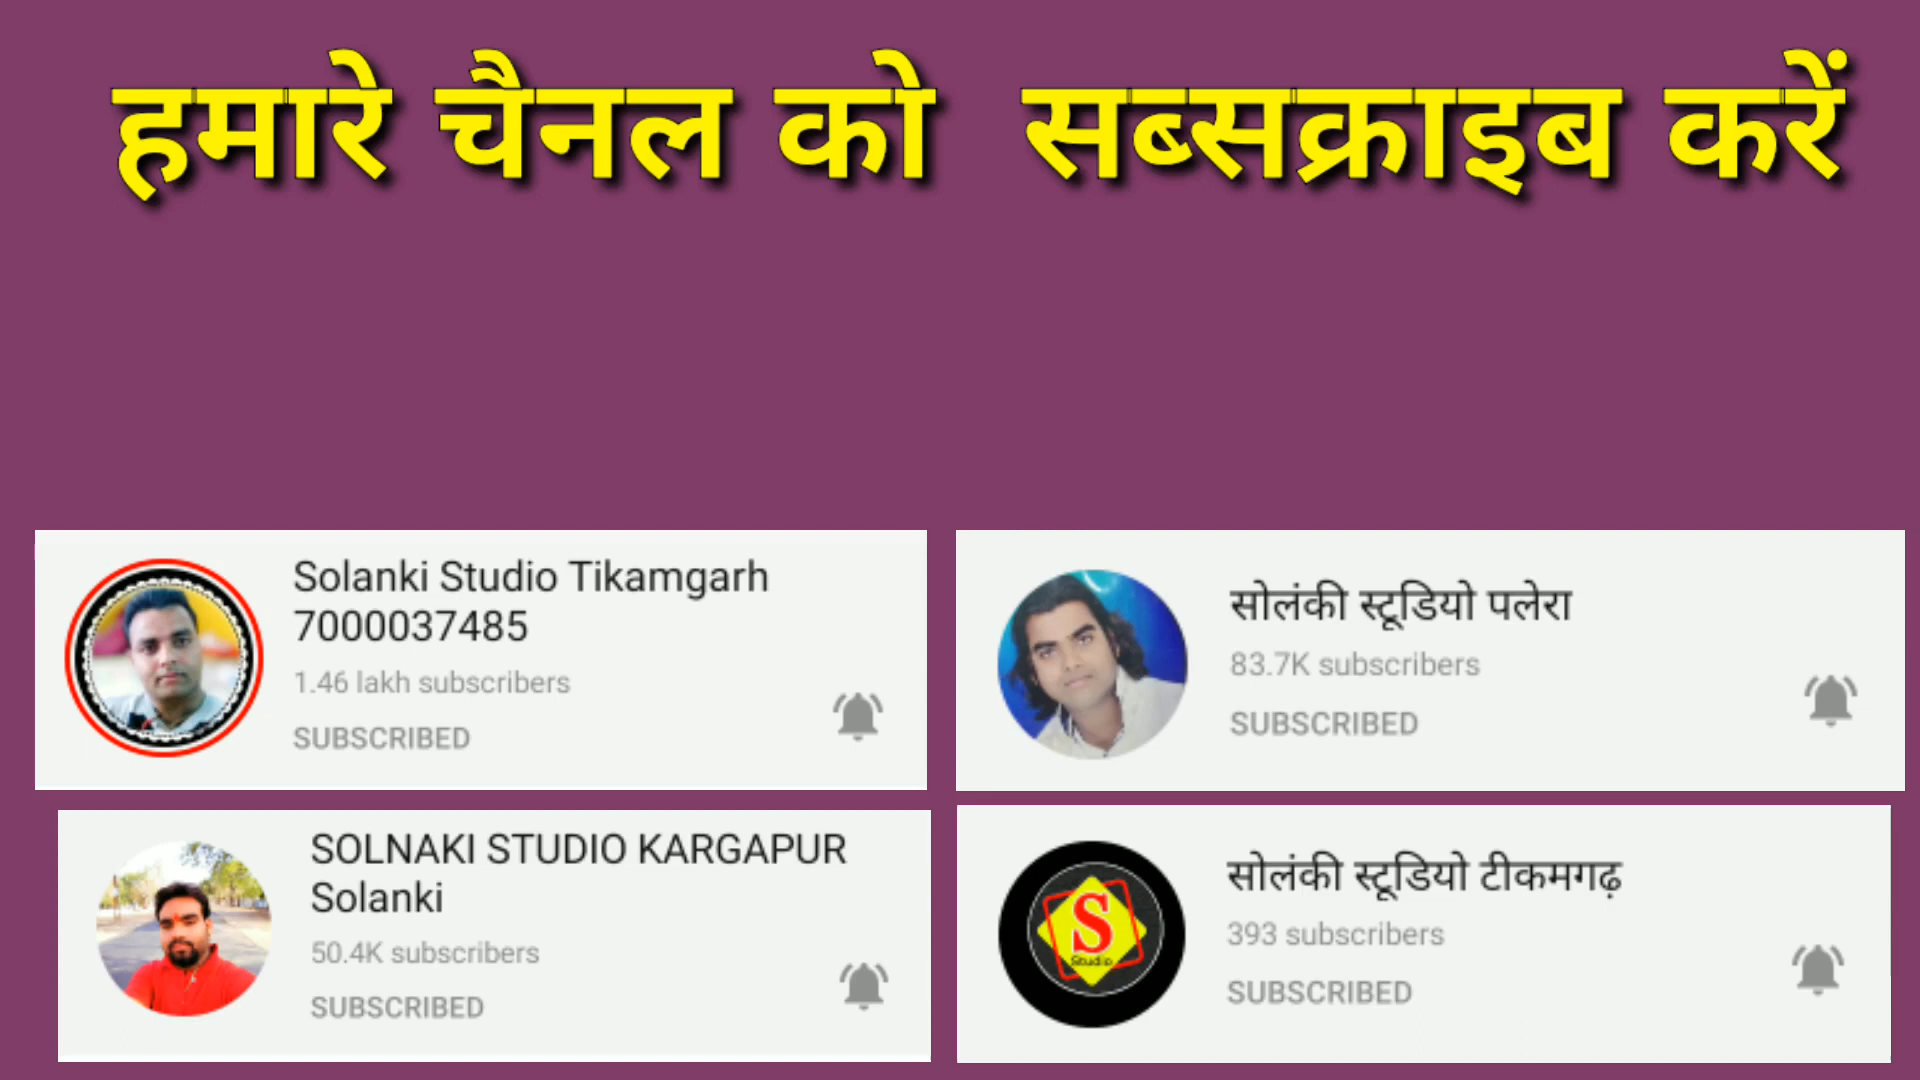 हमारे चैनल को सब्सक्राइब करें
Solanki Studio Tikamgarh
7000037485
1.46 lakh subscribers
SUBSCRIBED
सोलंकी स्टूडियो पलेरा
83.7K subscribers
SUBSCRIBED
SOLNAKI STUDIO KARGAPUR
Solanki
50.4K subscribers
SUBSCRIBED
S
Studio
सोलंकी स्टूडियो टीकमगढ़
393 subscribers
SUBSCRIBED